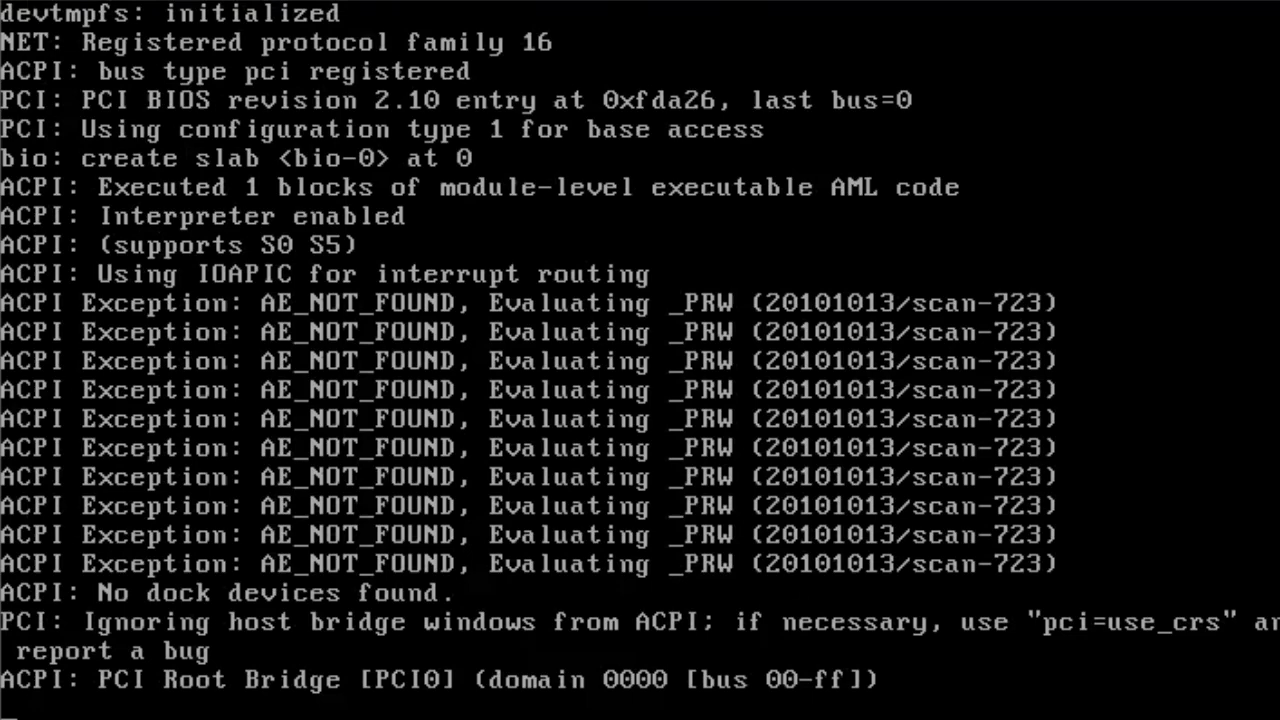 devtmpfs: initialized
NET: Registered protocol family 16
ACPI: bus type pci registered
PCI: PCI BIOS revision 2.10 entry at 0xfda26, last bus=0
PCI: Using configuration type 1 for base access
bio: create slab <bio-0> at 0
ACPI: Executed 1 blocks of module-level executable AML code
ACPI: Interpreter enabled
ACPI: (supports S0 S5)
ACPI: Using IOAPIC for interrupt routing
ACPI Exception: AE_NOT_FOUND, Evaluating _PRW (20101013/scan-723)
ACPI Exception: AE_NOT_FOUND, Evaluating _PRW (20101013/scan-723)
ACPI Exception: AE_NOT_FOUND, Evaluating _PRW (20101013/scan-723)
ACPI Exception: AE_NOT_FOUND, Evaluating _PRW (20101013/scan-723)
ACPI Exception: AE_NOT_FOUND, Evaluating _PRW (20101013/scan-723)
ACPI Exception: AE_NOT_FOUND, Evaluating _PRW (20101013/scan-723)
ACPI Exception: AE_NOT_FOUND, Evaluating _PRW (20101013/scan-723)
ACPI Exception: AE_NOT_FOUND, Evaluating _PRW (20101013/scan-723)
ACPI Exception: AE_NOT_FOUND, Evaluating _PRW (20101013/scan-723)
ACPI Exception: AE_NOT_FOUND, Evaluating _PRW (20101013/scan-723)
ACPI: No dock devices found.
PCI: Ignoring host bridge windows from ACPI; if necessary, use "pci=use_crs"
report a bug
ACPI: PCI Root Bridge [PCI0] (domain 0000 [bus 00-ff])